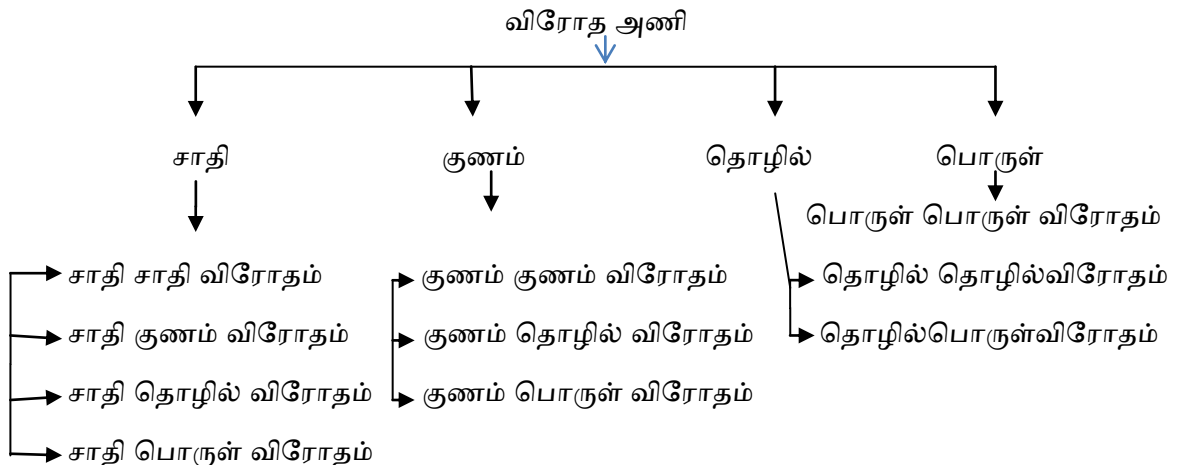 விரோத அணி
சாதி
குணம்
தொழில்
பொருள்
பொருள் பொருள் விரோதம்
சாதி சாதி விரோதம்
குணம் குணம் விரோதம்
தொழில் தொழில்விரோதம்
சாதி குணம் விரோதம்
குணம் தொழில் விரோதம்
தொழில்பொருள்விரோதம்
சாதி தொழில் விரோதம்
குணம் பொருள் விரோதம்
சாதி பொருள் விரோதம்